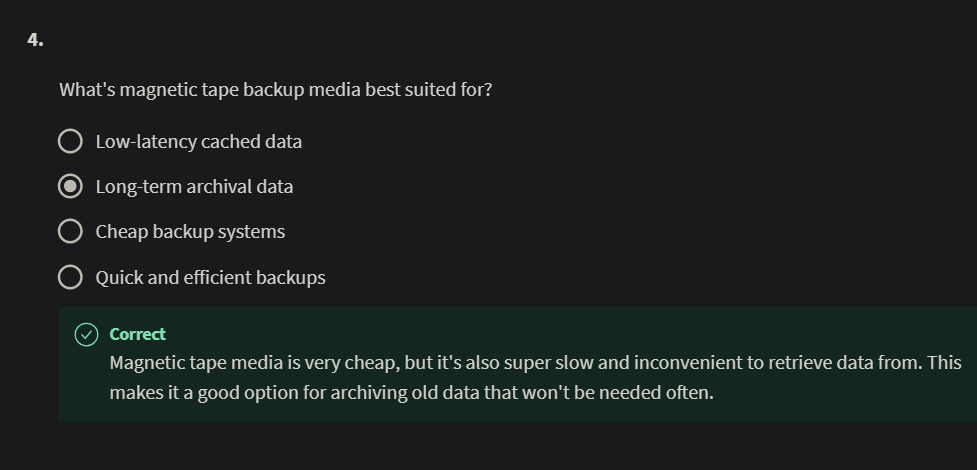 4.
What's magnetic tape backup media best suited for?
Low-latency cached data
Long-term archival data
Cheap backup systems
Quick and efficient backups
Correct
Magnetic tape media is very cheap, but it's also super slow and inconvenient to retrieve data from. This
makes it a good option for archiving old data that won't be needed often.